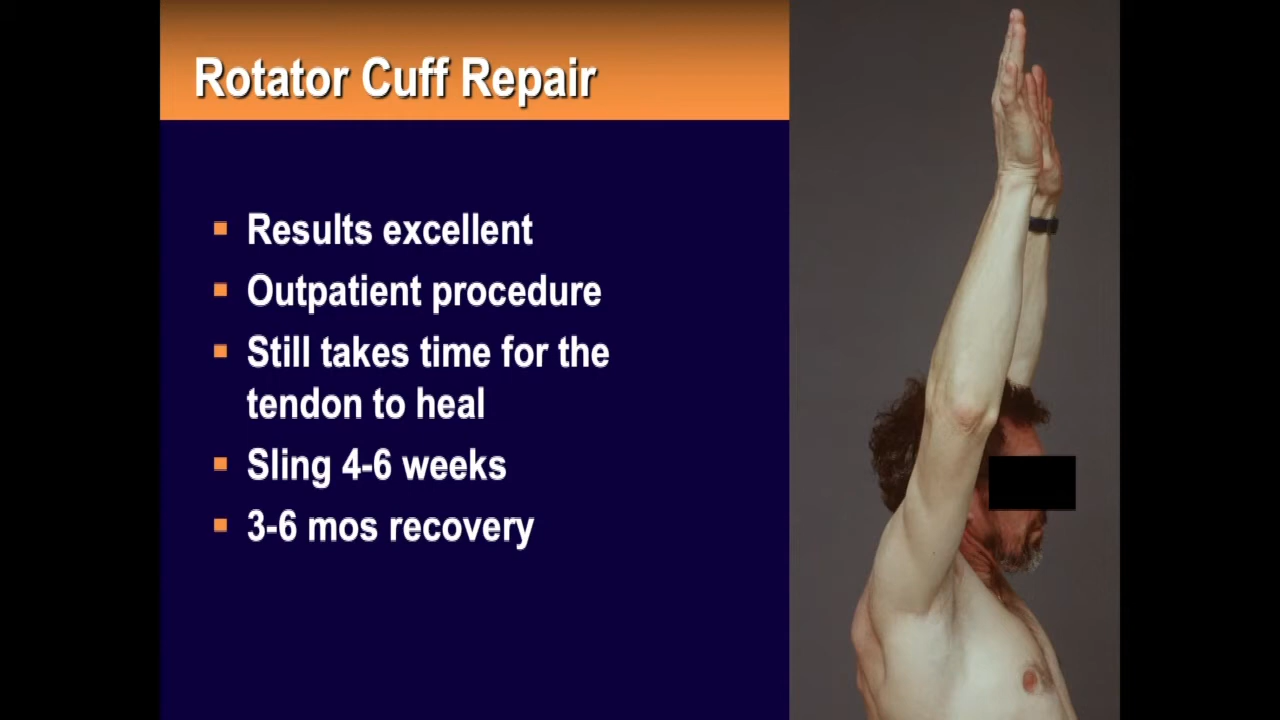 Rotator Cuff Repair
Results excellent
Outpatient procedure
Still takes time for the
tendon to heal
Sling 4-6 weeks
3-6 mos recovery